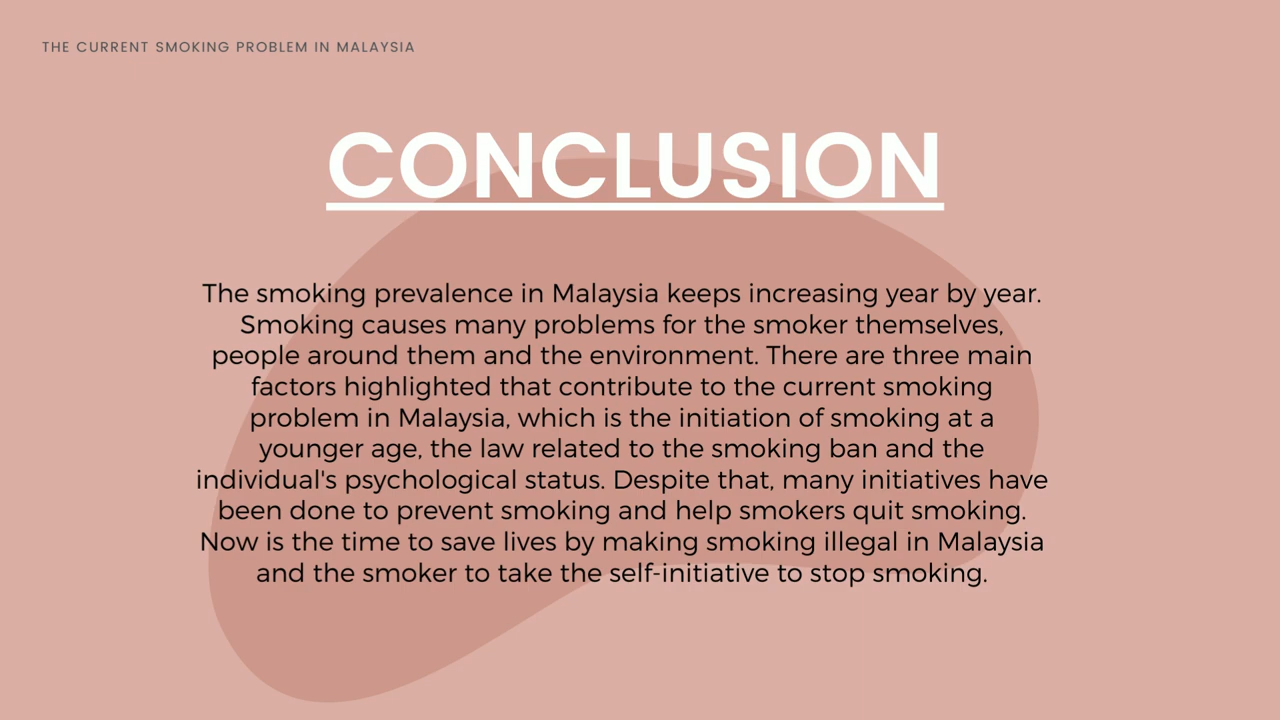 THE CURRENT SMOKING PROBLEM IN MALAYSIA
CONCLUSION
The smoking prevalence in Malaysia keeps increasing year by year.
Smoking causes many problems for the smoker themselves,
people around them and the environment. There are three main
factors highlighted that contribute to the current smoking
problem in Malaysia, which is the initiation of smoking at a
younger age, the law related to the smoking ban and the
individual's psychological status. Despite that, many initiatives have
been done to prevent smoking and help smokers quit smoking.
Now is the time to save lives by making smoking illegal in Malaysia
and the smoker to take the self-initiative to stop smoking.